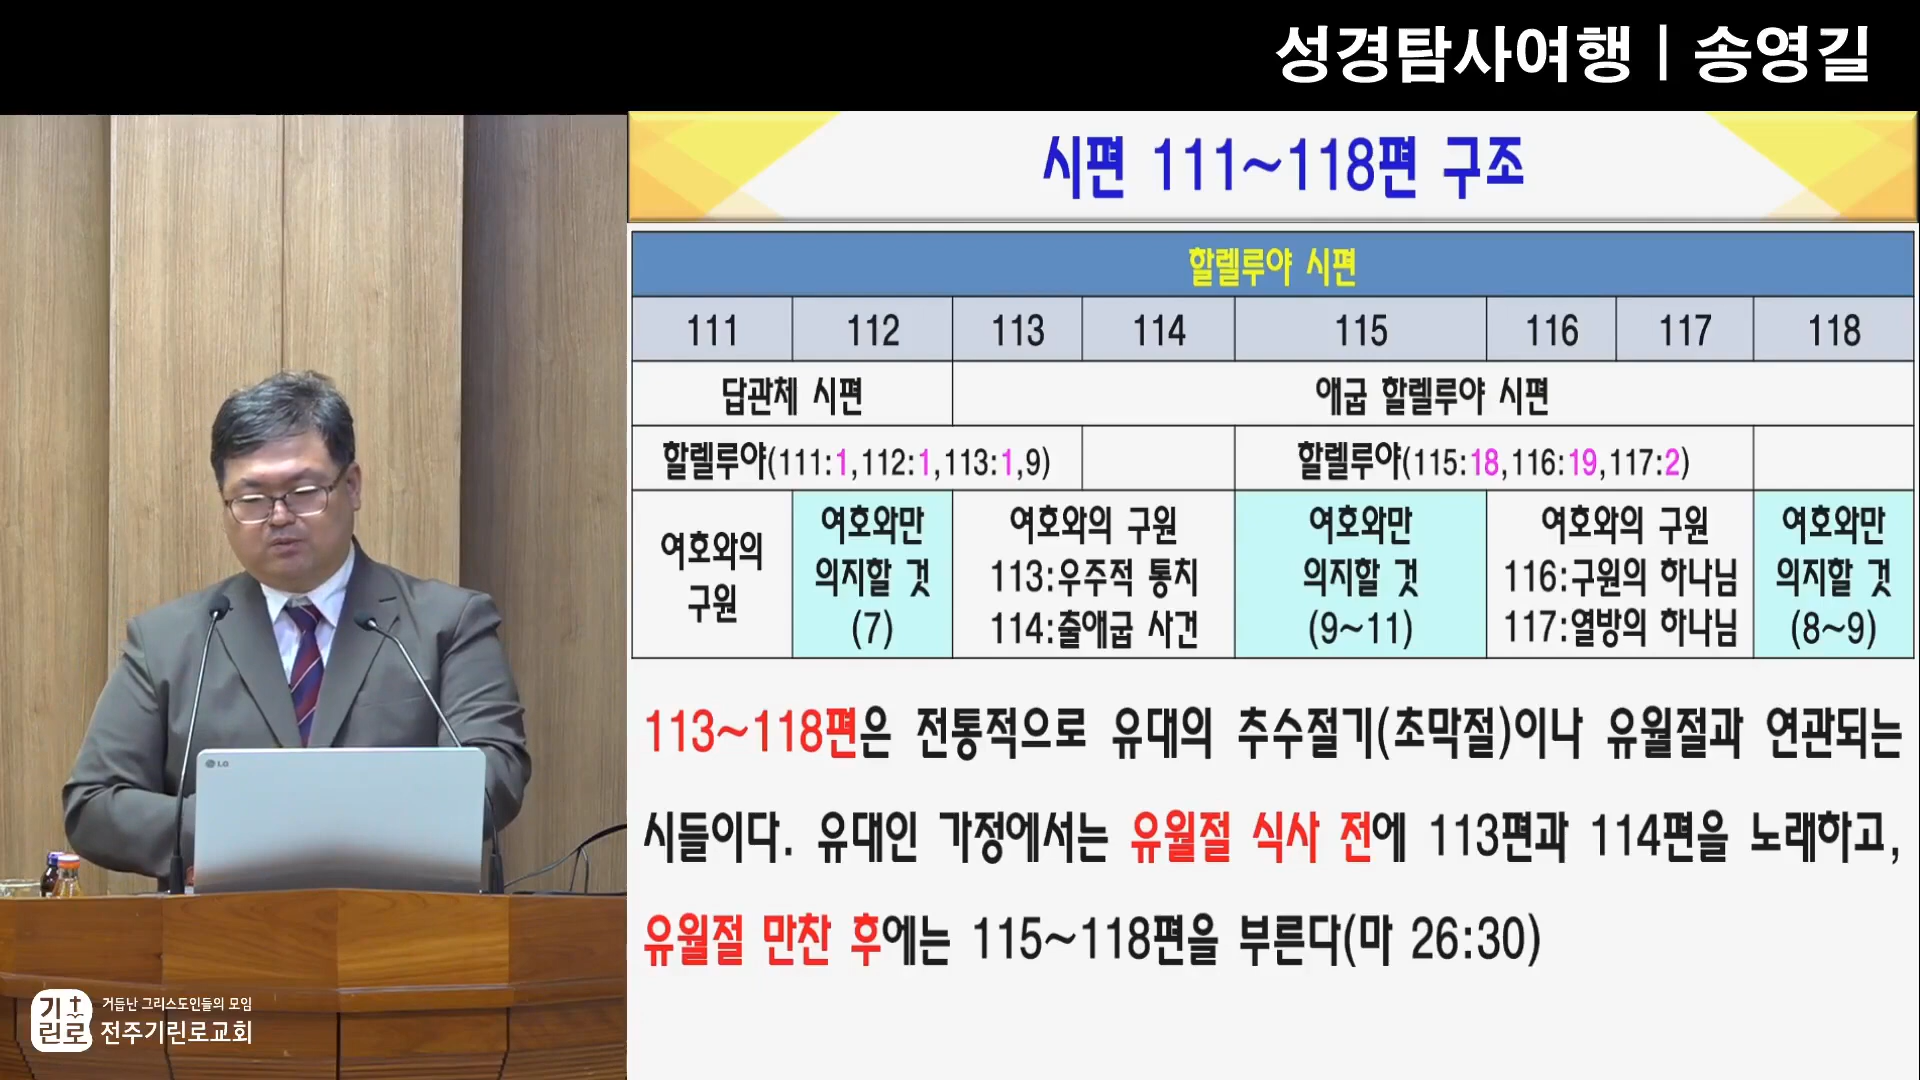 성경탐사여행 | 송영길
시편 111~118편 구조
할렐루야 시편
111 112 113 114 115 116 117 118
답관체 시편 애굽 할렐루야 시편
할렐루야(111:1,112:1,113:1,9) 할렐루야(115:18,116:19,117:2)
여호와의
구원
여호와만
의지할 것
(7)
여호와의 구원
113:우주적 통치
114:출애굽 사건
여호와만
의지할 것
(9~11)
여호와의 구원
116:구원의 하나님
117:열방의 하나님
여호와만
의지할 것
(8~9)
113~118편은 전통적으로 유대의 추수절기(초막절)이나 유월절과 연관되는
시들이다. 유대인 가정에서는 유월절 식사 전에 113편과 114편을 노래하고,
유월절 만찬 후에는 115~118편을 부른다(마 26:30)
LG
기린로
거듭난 그리스도인들의 모임
전주기린로교회